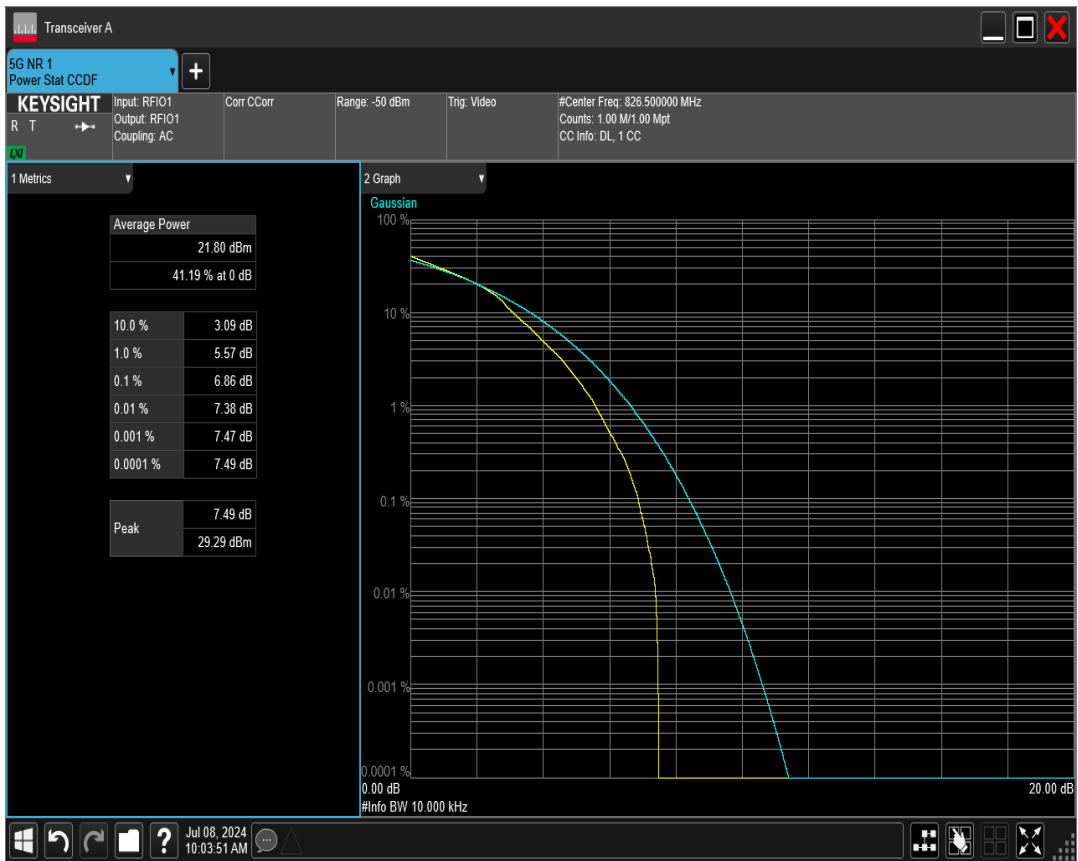 Transceiver A
5G NR 1
Power Stat CCDF
+
KEYSIGHT
R T
LXI
Input: RFIO1
Output: RFIO1
Coupling: AC
Corr CCorr
Range: -50 dBm
Trig: Video
#Center Freq: 826.500000 MHz
Counts: 1.00 M/1.00 Mpt
CC Info: DL, 1 CC
1 Metrics
Average Power
21.80 dBm
41.19 % at 0 dB
10.0 % 3.09 dB
1.0 % 5.57 dB
0.1 % 6.86 dB
0.01 % 7.38 dB
0.001 % 7.47 dB
0.0001 % 7.49 dB
Peak 7.49 dB
29.29 dBm
2 Graph
Gaussian
100 %
10 %
1 %
0.1 %
0.01 %
0.001 %
0.0001 %
0.00 dB 20.00 dB
#Info BW 10.000 kHz
?
Jul 08, 2024
10:03:51 AM